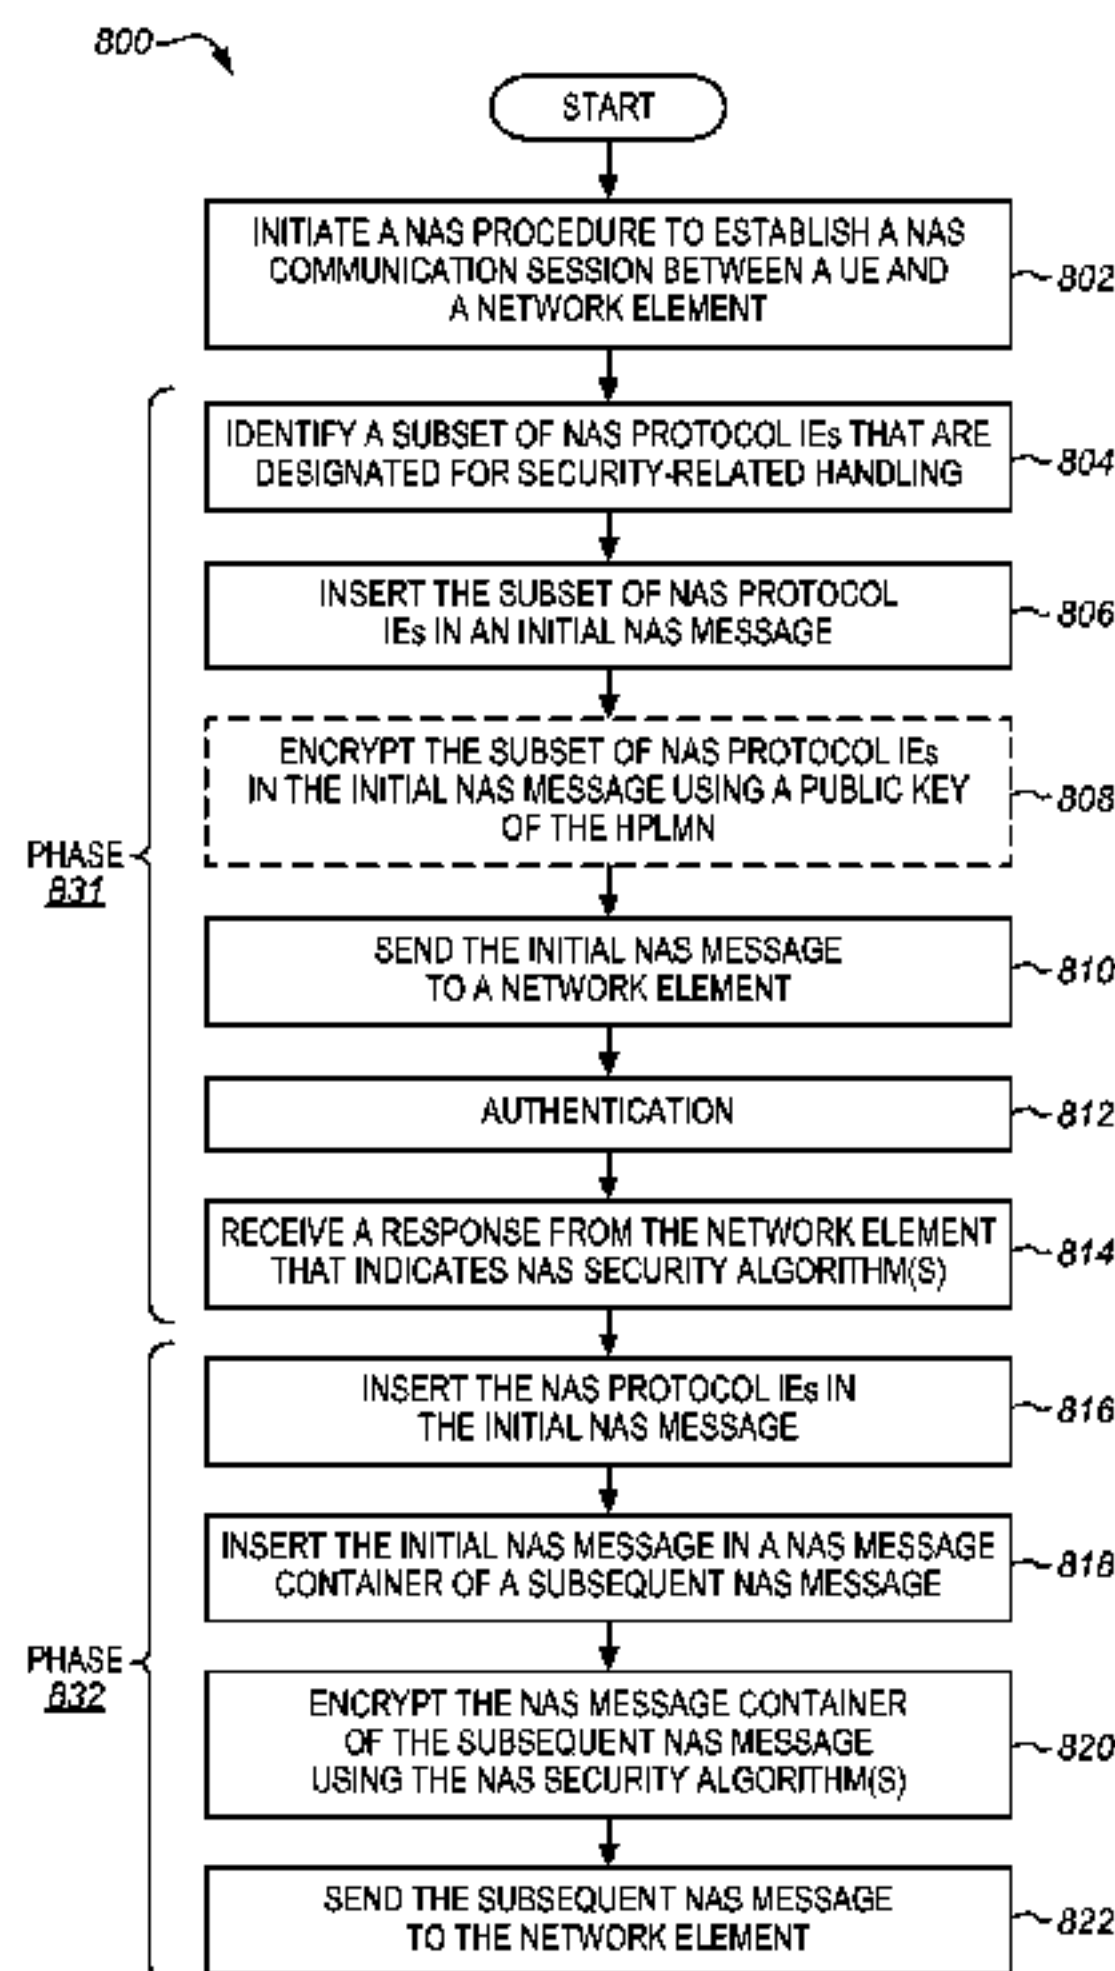 800
START
INITIATE A NAS PROCEDURE TO ESTABLISH A NAS
COMMUNICATION SESSION BETWEEN A UE AND
A NETWORK ELEMENT
802
IDENTIFY A SUBSET OF NAS PROTOCOL IEs THAT ARE
DESIGNATED FOR SECURITY-RELATED HANDLING
804
INSERT THE SUBSET OF NAS PROTOCOL
IEs IN AN INITIAL NAS MESSAGE
806
ENCRYPT THE SUBSET OF NAS PROTOCOL IEs
IN THE INITIAL NAS MESSAGE USING A PUBLIC KEY
OF THE HPLMN
808
PHASE
831
SEND THE INITIAL NAS MESSAGE
TO A NETWORK ELEMENT
810
AUTHENTICATION
812
RECEIVE A RESPONSE FROM THE NETWORK ELEMENT
THAT INDICATES NAS SECURITY ALGORITHM(S)
814
INSERT THE NAS PROTOCOL IEs IN
THE INITIAL NAS MESSAGE
816
INSERT THE INITIAL NAS MESSAGE IN A NAS MESSAGE
CONTAINER OF A SUBSEQUENT NAS MESSAGE
818
PHASE
832
ENCRYPT THE NAS MESSAGE CONTAINER
OF THE SUBSEQUENT NAS MESSAGE
USING THE NAS SECURITY ALGORITHM(S)
820
SEND THE SUBSEQUENT NAS MESSAGE
TO THE NETWORK ELEMENT
822